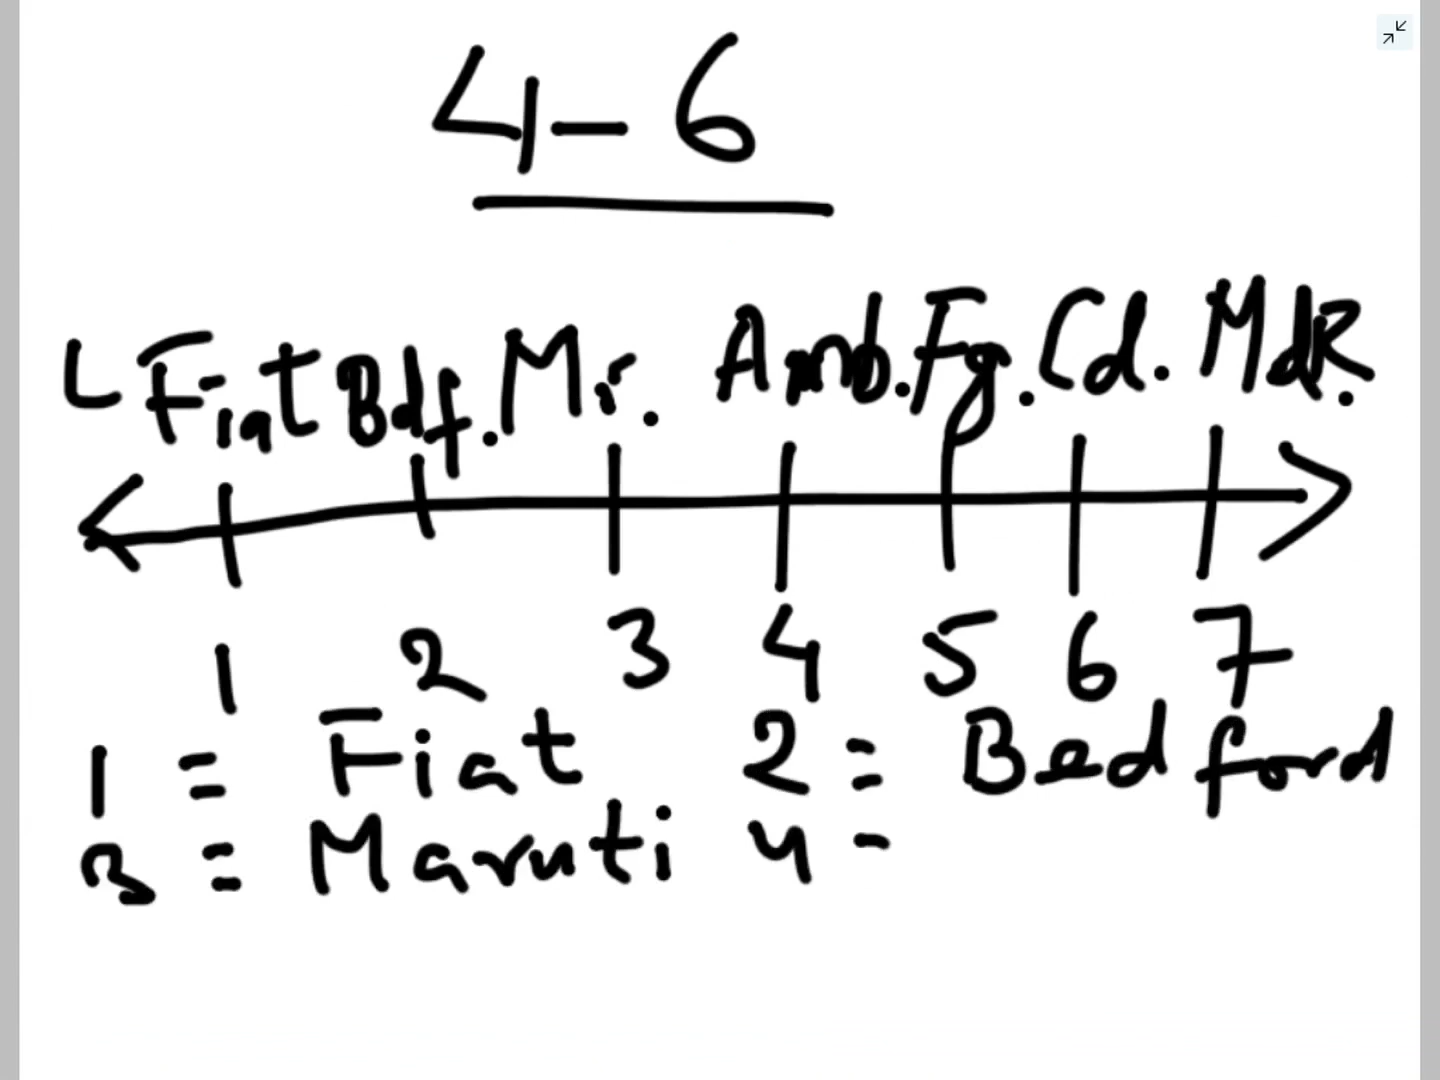 4-6
L Fiat Bdf. Mr. Amb. Fg. Cd. MdR.
1 2 3 4 5 6 7
1 = Fiat 2 = Bedford
3 = Maruti 4 =